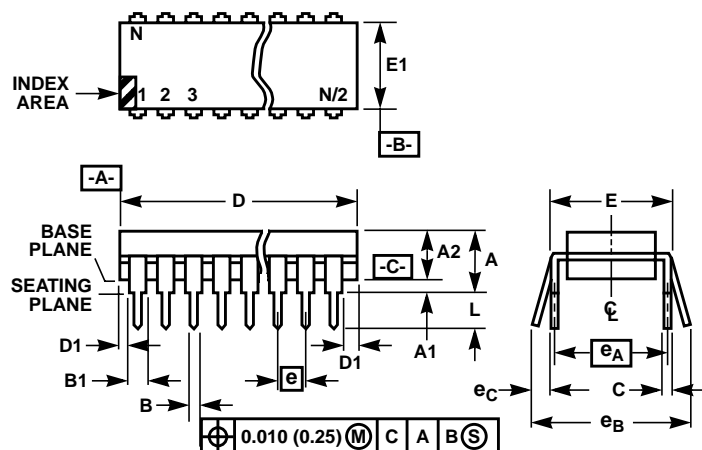 N
E1
INDEX
AREA
1 2 3 N/2
-B-
-A-
D
E
BASE
PLANE
A2
A
-C-
SEATING
PLANE
L
℄
D1
A1
D1
eA
B1
e
eC
C
B
eB
⌖ 0.010 (0.25) Ⓜ C A B Ⓢ